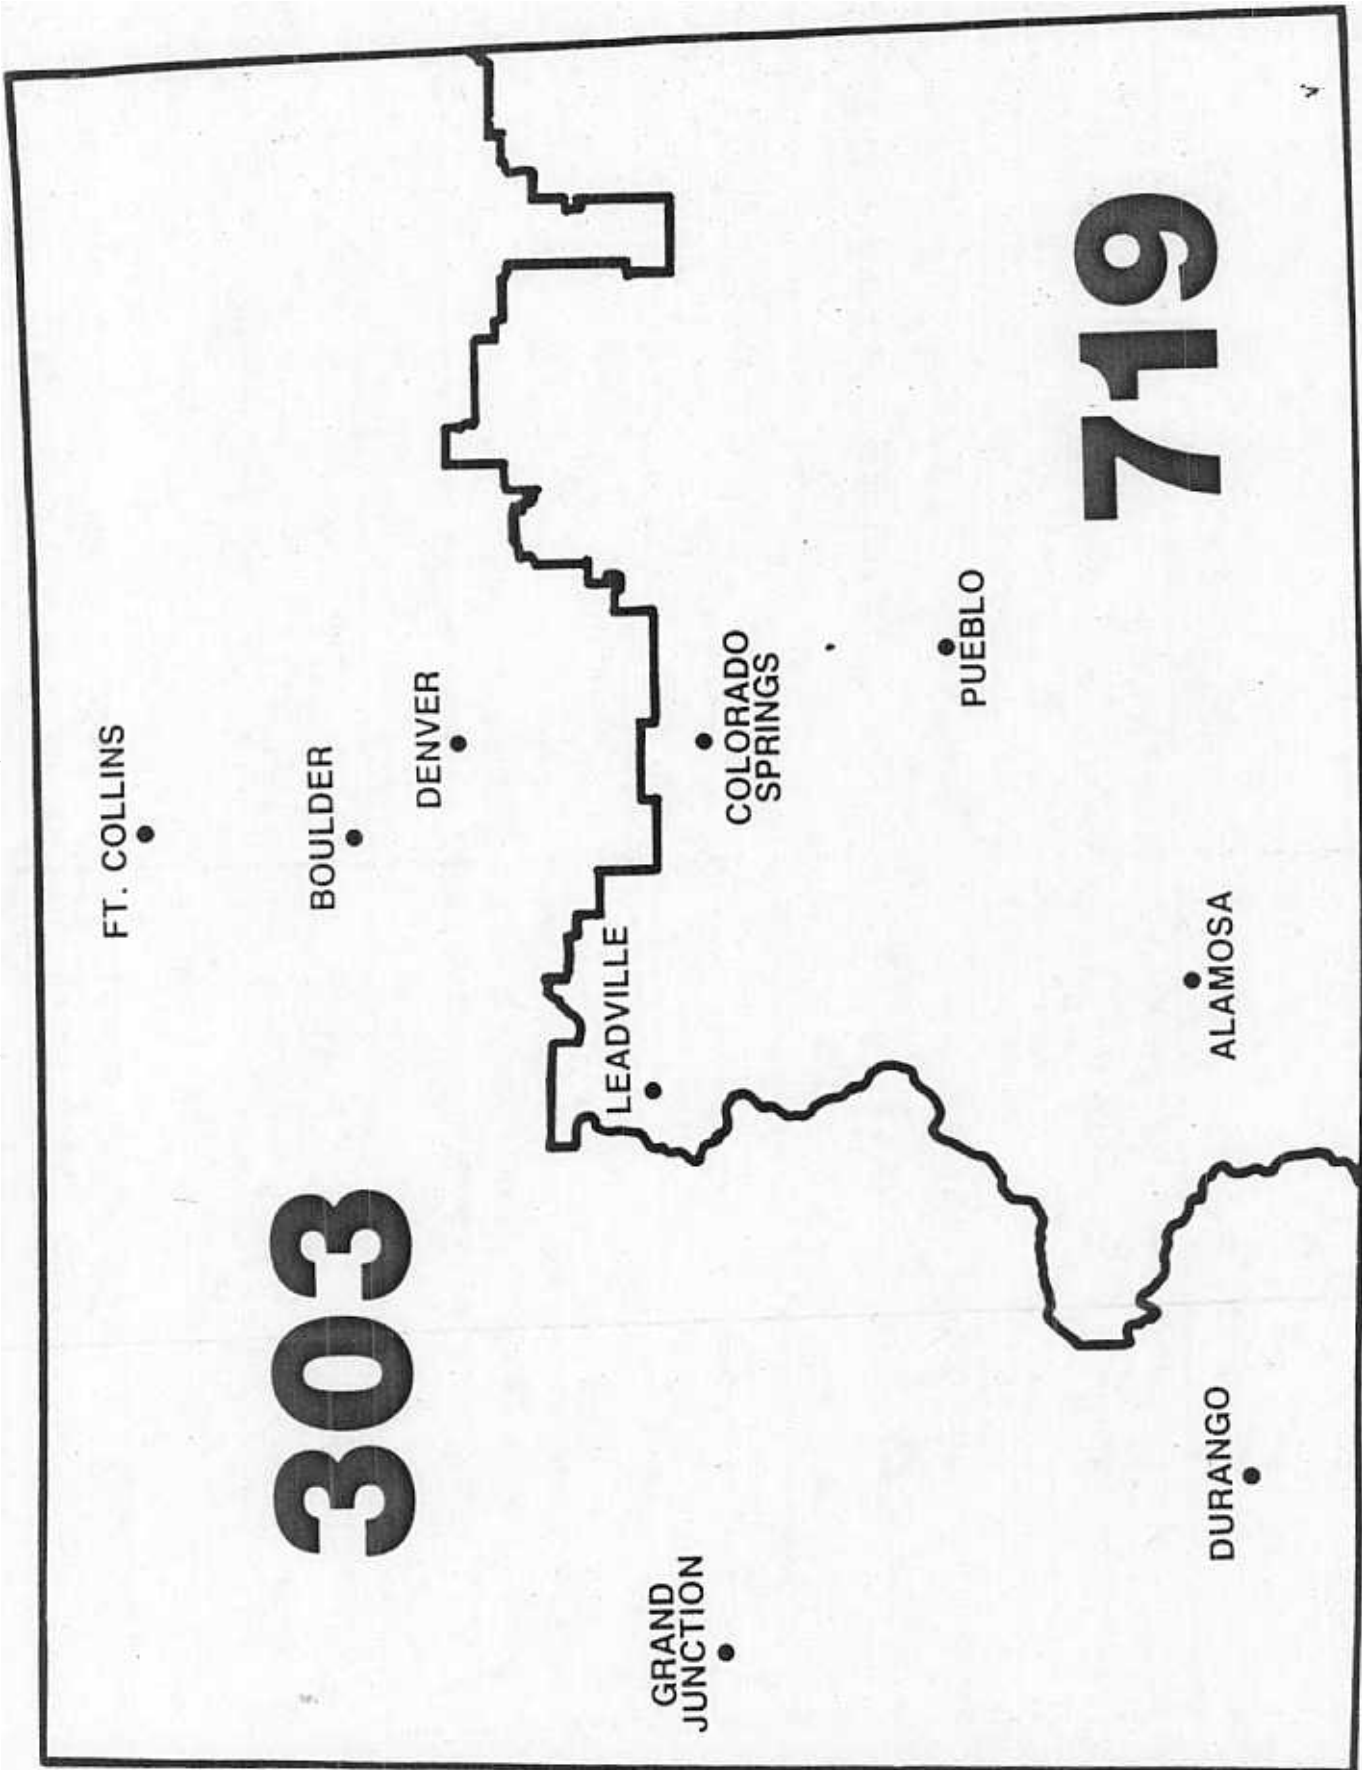 FT. COLLINS
BOULDER
DENVER
303
LEADVILLE
COLORADO
SPRINGS
GRAND
JUNCTION
PUEBLO
719
ALAMOSA
DURANGO